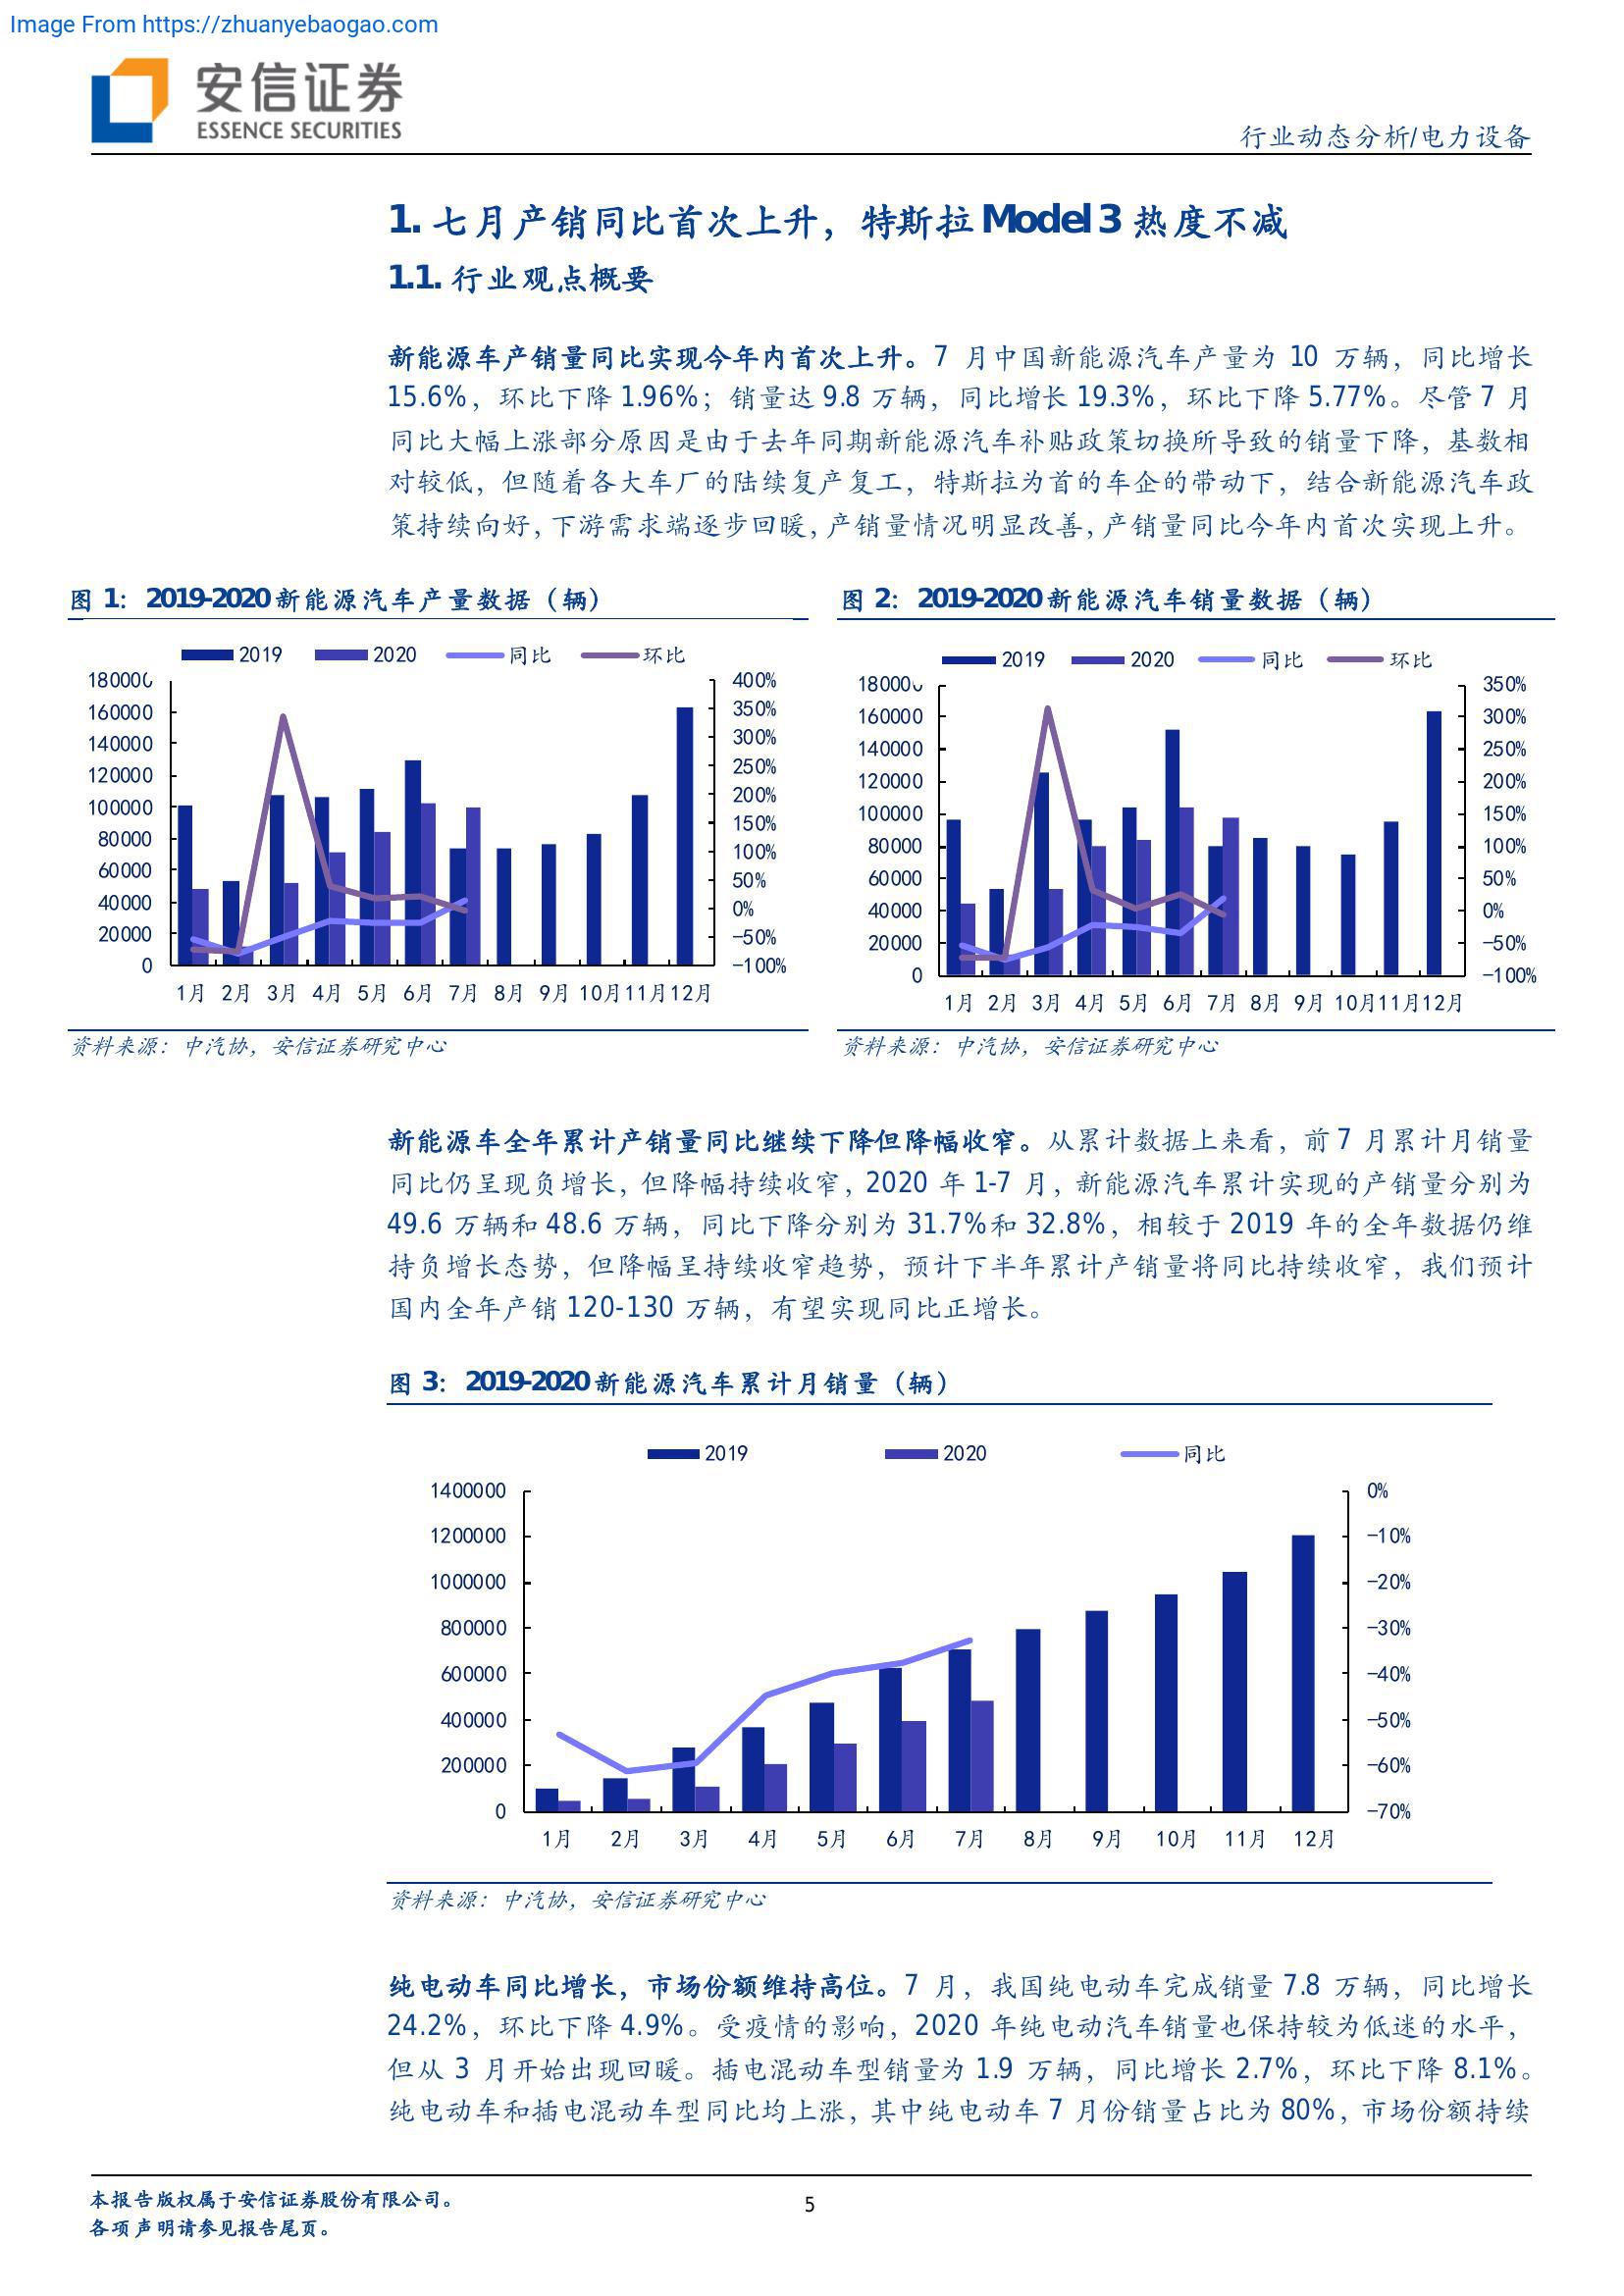 Image From https://zhuanyebaogao.com
安信证券
ESSENCE SECURITIES
行业动态分析/电力设备
1. 七月产销同比首次上升，特斯拉 Model 3 热度不减
1.1. 行业观点概要
新能源车产销量同比实现今年内首次上升。7 月中国新能源汽车产量为 10 万辆，同比增长
15.6%，环比下降 1.96%；销量达 9.8 万辆，同比增长 19.3%，环比下降 5.77%。尽管 7 月
同比大幅上涨部分原因是由于去年同期新能源汽车补贴政策切换所导致的销量下降，基数相
对较低，但随着各大车厂的陆续复产复工，特斯拉为首的车企的带动下，结合新能源汽车政
策持续向好，下游需求端逐步回暖，产销量情况明显改善，产销量同比今年内首次实现上升。
图 1：2019-2020 新能源汽车产量数据（辆）
2019 2020 同比 环比
180000
160000
140000
120000
100000
80000
60000
40000
20000
0
400%
350%
300%
250%
200%
150%
100%
50%
0%
-50%
-100%
1月 2月 3月 4月 5月 6月 7月 8月 9月 10月 11月 12月
资料来源：中汽协，安信证券研究中心
图 2：2019-2020 新能源汽车销量数据（辆）
2019 2020 同比 环比
180000
160000
140000
120000
100000
80000
60000
40000
20000
0
350%
300%
250%
200%
150%
100%
50%
0%
-50%
-100%
1月 2月 3月 4月 5月 6月 7月 8月 9月 10月 11月 12月
资料来源：中汽协，安信证券研究中心
新能源车全年累计产销量同比继续下降但降幅收窄。从累计数据上来看，前 7 月累计月销量
同比仍呈现负增长，但降幅持续收窄，2020 年 1-7 月，新能源汽车累计实现的产销量分别为
49.6 万辆和 48.6 万辆，同比下降分别为 31.7%和 32.8%，相较于 2019 年的全年数据仍维
持负增长态势，但降幅呈持续收窄趋势，预计下半年累计产销量将同比持续收窄，我们预计
国内全年产销 120-130 万辆，有望实现同比正增长。
图 3：2019-2020 新能源汽车累计月销量（辆）
2019 2020 同比
1400000
1200000
1000000
800000
600000
400000
200000
0
0%
-10%
-20%
-30%
-40%
-50%
-60%
-70%
1月 2月 3月 4月 5月 6月 7月 8月 9月 10月 11月 12月
资料来源：中汽协，安信证券研究中心
纯电动车同比增长，市场份额维持高位。7 月，我国纯电动车完成销量 7.8 万辆，同比增长
24.2%，环比下降 4.9%。受疫情的影响，2020 年纯电动汽车销量也保持较为低迷的水平，
但从 3 月开始出现回暖。插电混动车型销量为 1.9 万辆，同比增长 2.7%，环比下降 8.1%。
纯电动车和插电混动车型同比均上涨，其中纯电动车 7 月份销量占比为 80%，市场份额持续
本报告版权属于安信证券股份有限公司。
各项声明请参见报告尾页。
5